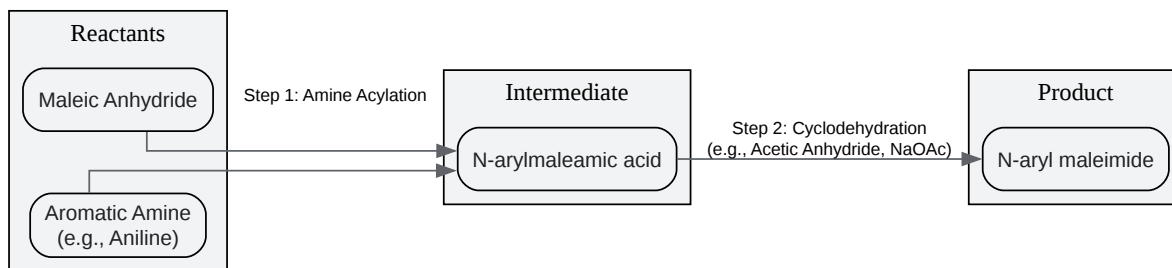 Reactants
Maleic Anhydride
Aromatic Amine
(e.g., Aniline)
Step 1: Amine Acylation
Intermediate
N-arylmaleamic acid
Step 2: Cyclodehydration
(e.g., Acetic Anhydride, NaOAc)
Product
N-aryl maleimide